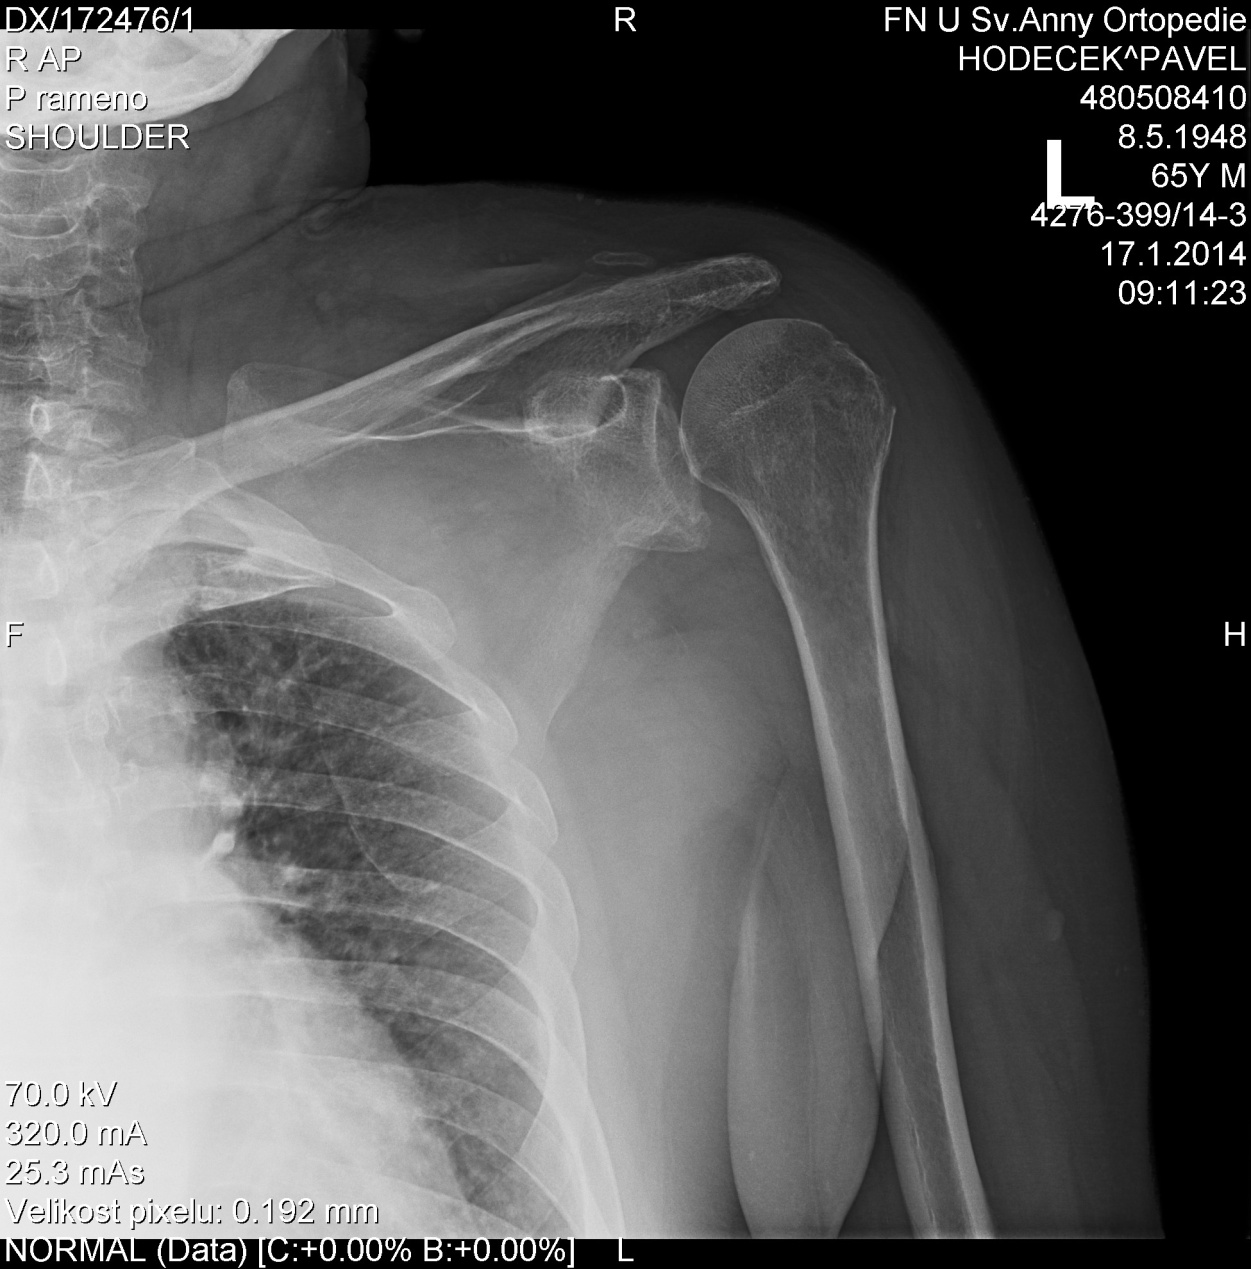 DX/172476/1
R AP
P rameno
SHOULDER
R
FN U Sv.Anny Ortopedie
HODECEK^PAVEL
480508410
8.5.1948
65Y M
L
4276-399/14-3
17.1.2014
09:11:23
F
H
70.0 kV
320.0 mA
25.3 mAs
Velikost pixelu: 0.192 mm
NORMAL (Data) [C:+0.00% B:+0.00%]
L